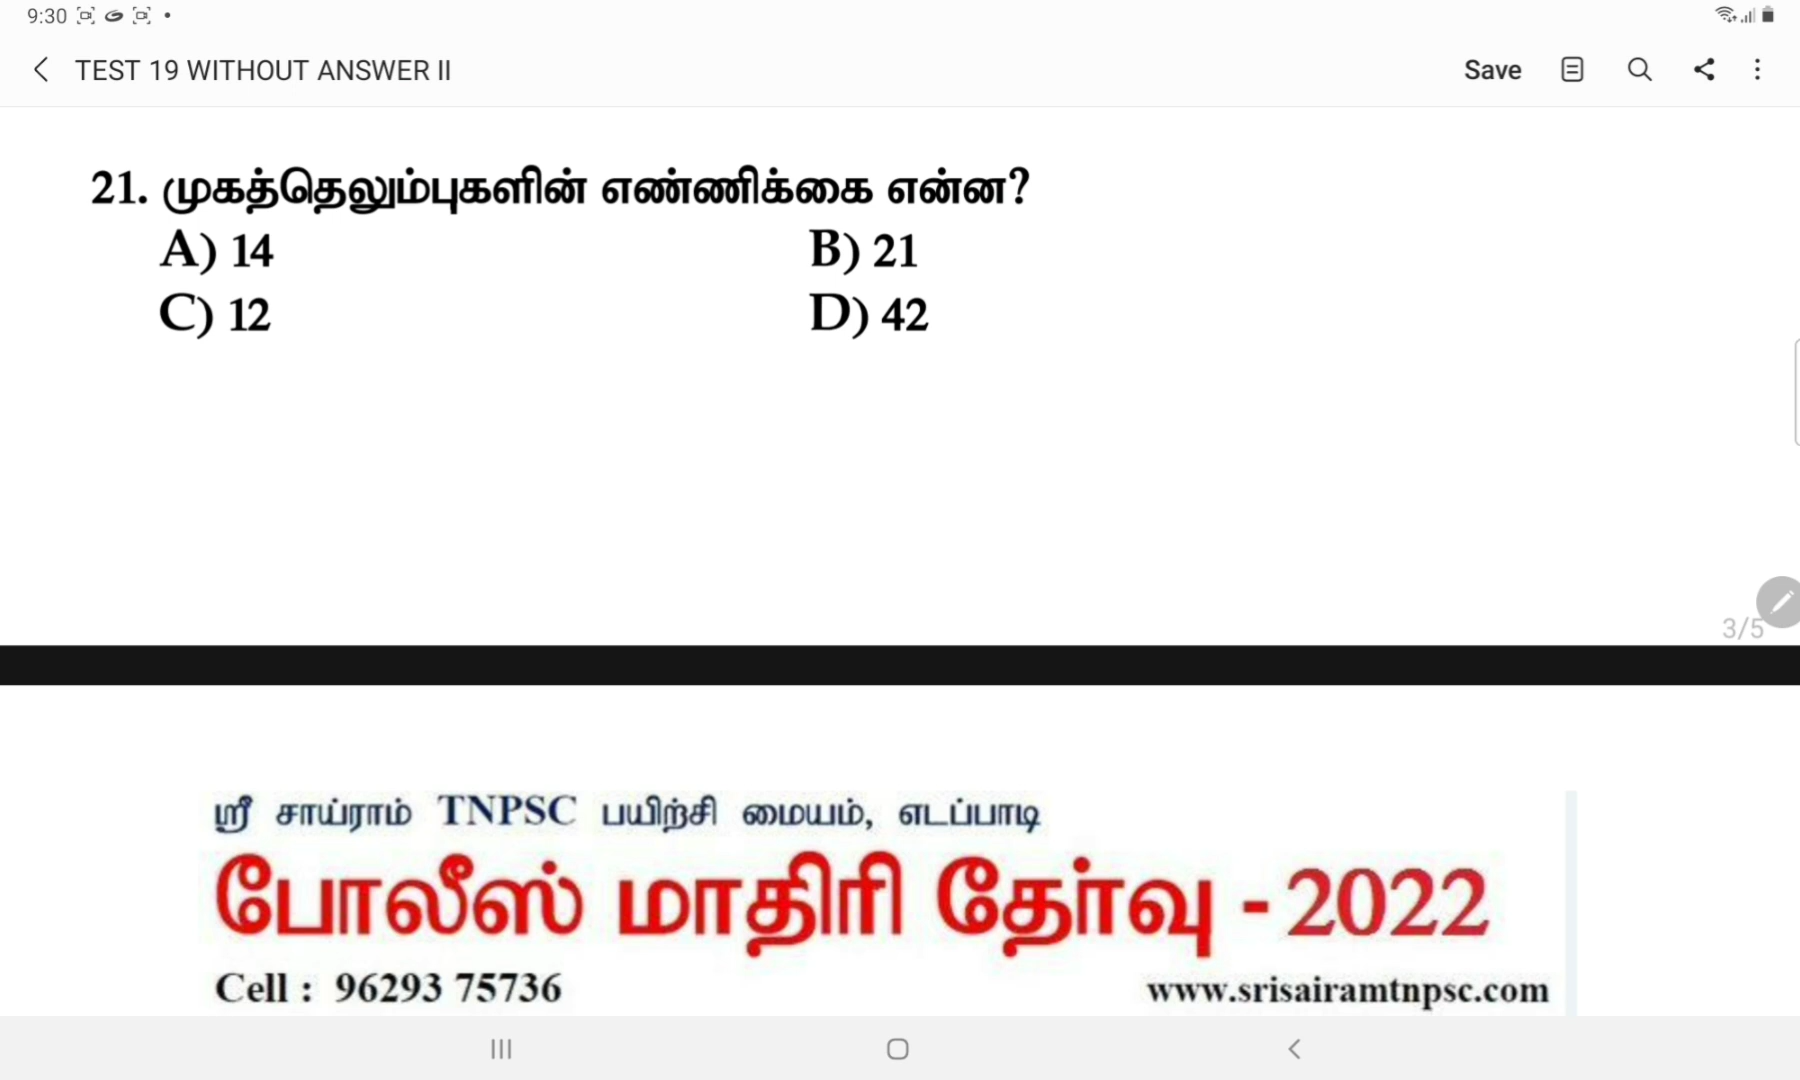 9:30
TEST 19 WITHOUT ANSWER II
Save
21. முகத்தெலும்புகளின் எண்ணிக்கை என்ன?
A) 14 B) 21
C) 12 D) 42
3/5
ஸ்ரீ சாய்ராம் TNPSC பயிற்சி மையம், எடப்பாடி
போலீஸ் மாதிரி தேர்வு - 2022
Cell : 96293 75736 www.srisairamtnpsc.com